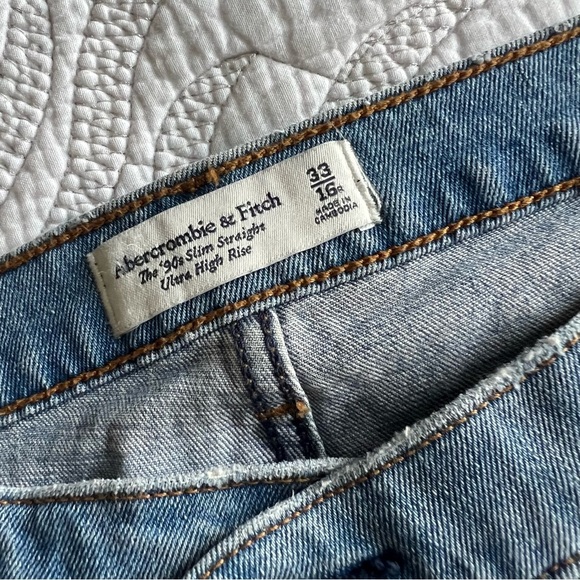 Abercrombie & Fitch
The '90s Slim Straight
Ultra High Rise
33
16R
MADE IN
CAMBODIA